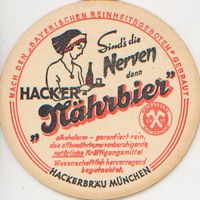 NACH DEN «BAYERISCHEN REINHEITSGEBOTEN» GEBRAUT
Sind's die
Nerven
dann
HACKER
„Nährbier"
alkoholarm – garantiert rein,
das altbewährte nervenberuhigende,
natürliche Kräftigungsmittel
Wissenschaftlich hervorragend
begutachtet.
HACKERBRÄU MÜNCHEN